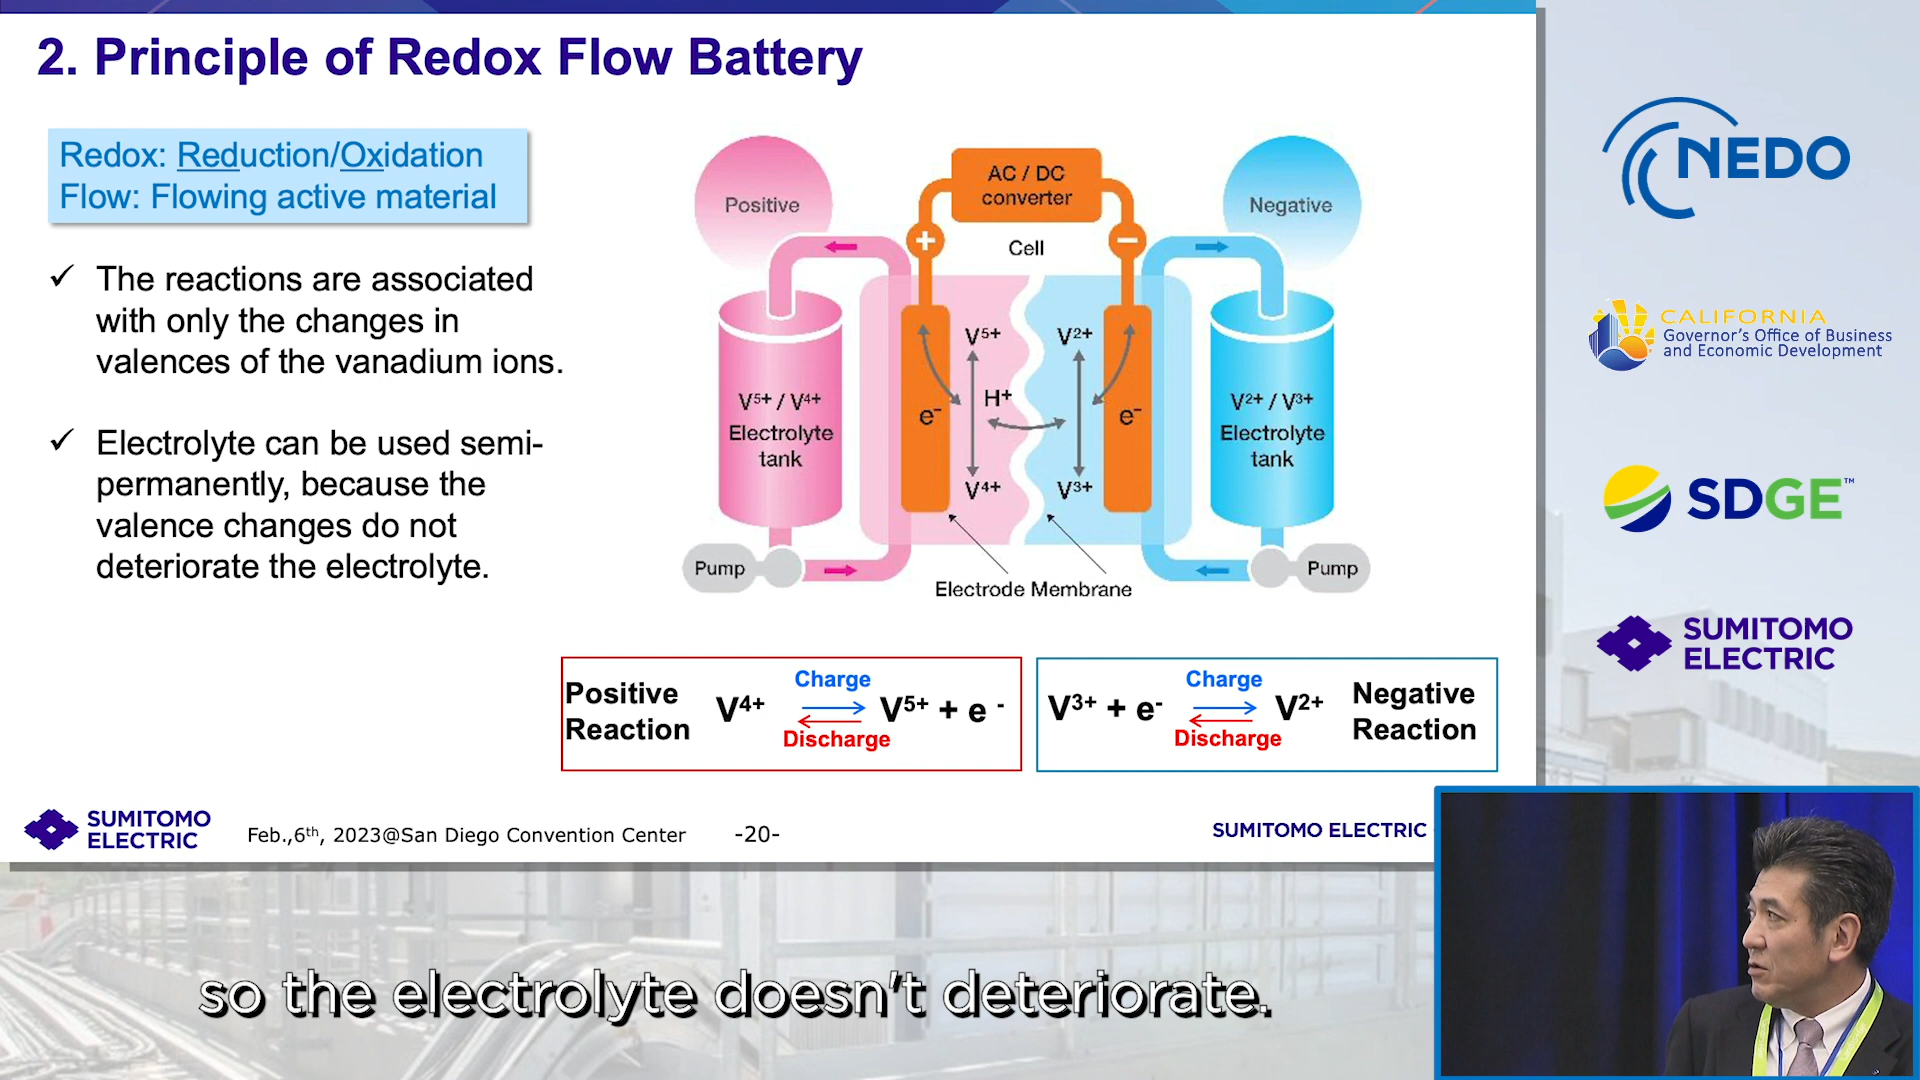 2. Principle of Redox Flow Battery
Redox: Reduction/Oxidation
Flow: Flowing active material
✓ The reactions are associated
with only the changes in
valences of the vanadium ions.
✓ Electrolyte can be used semi-
permanently, because the
valence changes do not
deteriorate the electrolyte.
Positive
AC / DC
converter
Negative
+
−
Cell
V⁵⁺
V²⁺
V⁵⁺ / V⁴⁺
Electrolyte
tank
e⁻
H⁺
e⁻
V²⁺ / V³⁺
Electrolyte
tank
V⁴⁺
V³⁺
Pump
Pump
Electrode Membrane
Positive
Reaction
V⁴⁺
Charge
Discharge
V⁵⁺ + e -
V³⁺ + e⁻
Charge
Discharge
V²⁺
Negative
Reaction
SUMITOMO
ELECTRIC
Feb.,6ᵗʰ, 2023@San Diego Convention Center
-20-
SUMITOMO ELECTRIC
NEDO
CALIFORNIA
Governor's Office of Business
and Economic Development
SDGE™
SUMITOMO
ELECTRIC
so the electrolyte doesn't deteriorate.